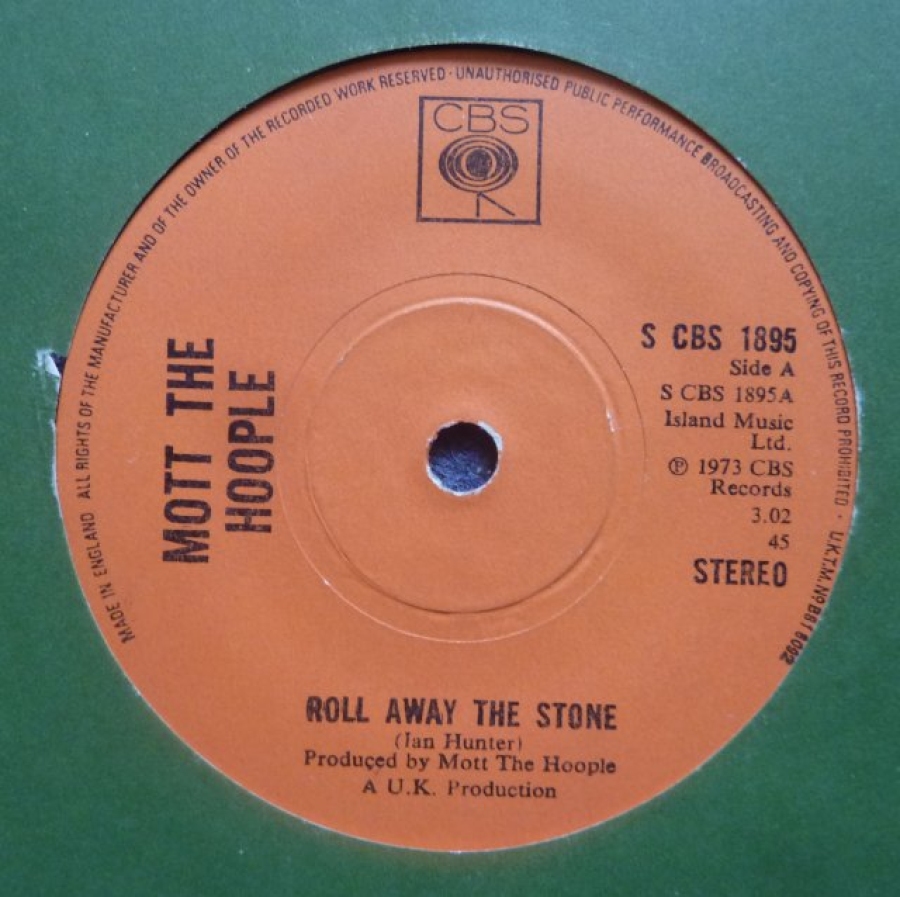 MADE IN ENGLAND ALL RIGHTS OF THE MANUFACTURER AND OF THE OWNER OF THE RECORDED WORK RESERVED · UNAUTHORISED PUBLIC PERFORMANCE BROADCASTING AND COPYING OF THIS RECORD PROHIBITED · U.K.T.M. Nº B818092
CBS
MOTT THE
HOOPLE
S CBS 1895
Side A
S CBS 1895A
Island Music
Ltd.
℗ 1973 CBS
Records
3.02
45
STEREO
ROLL AWAY THE STONE
(Ian Hunter)
Produced by Mott The Hoople
A U.K. Production